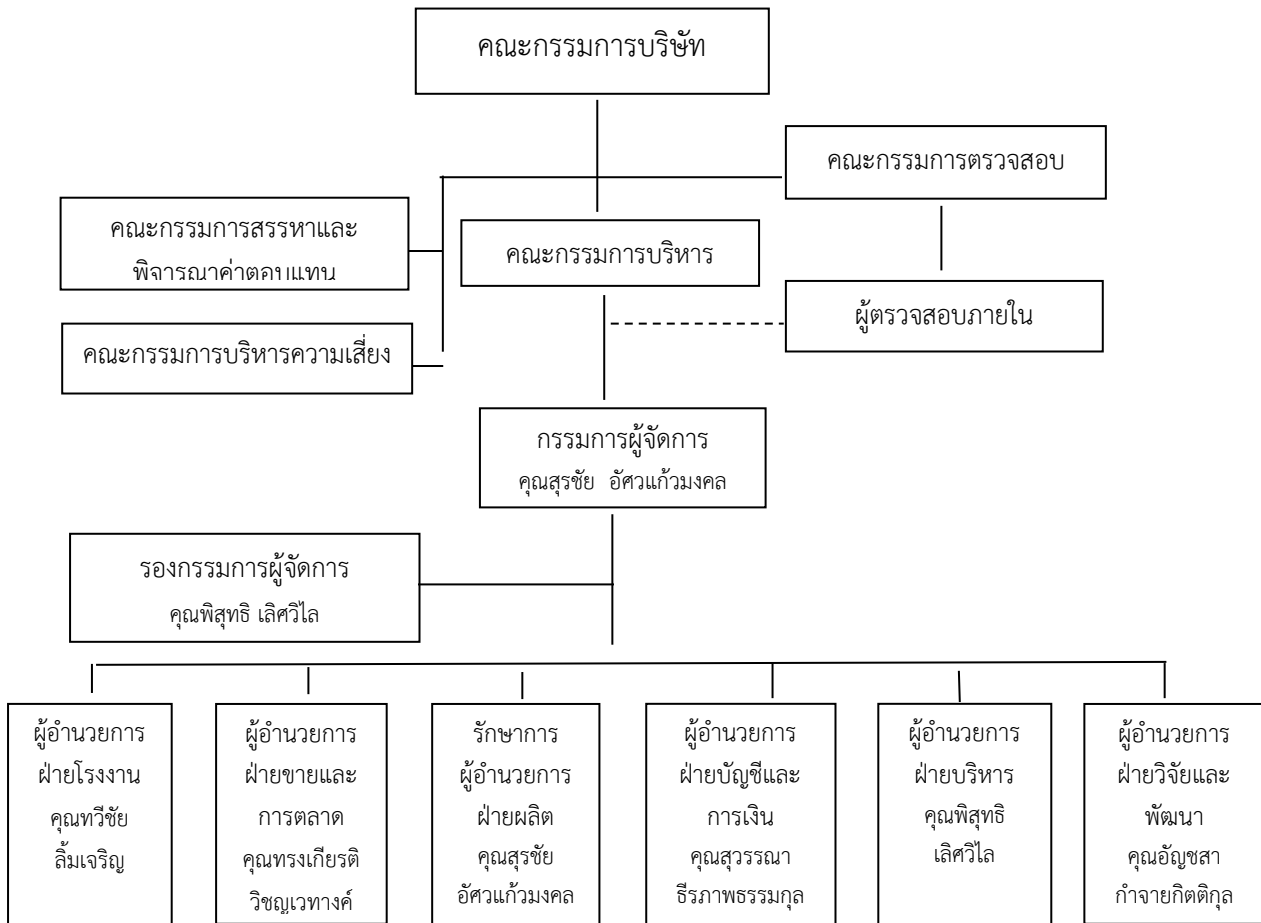 คณะกรรมการบริษัท
คณะกรรมการตรวจสอบ
คณะกรรมการสรรหาและ
พิจารณาค่าตอบแทน
คณะกรรมการบริหาร
ผู้ตรวจสอบภายใน
คณะกรรมการบริหารความเสี่ยง
กรรมการผู้จัดการ
คุณสุรชัย อัศวแก้วมงคล
รองกรรมการผู้จัดการ
คุณพิสุทธิ เลิศวิไล
ผู้อำนวยการ
ฝ่ายโรงงาน
คุณทวีชัย
ลิ้มเจริญ
ผู้อำนวยการ
ฝ่ายขายและ
การตลาด
คุณทรงเกียรติ
วิชญเวทางค์
รักษาการ
ผู้อำนวยการ
ฝ่ายผลิต
คุณสุรชัย
อัศวแก้วมงคล
ผู้อำนวยการ
ฝ่ายบัญชีและ
การเงิน
คุณสุวรรณา
ธีรภาพธรรมกุล
ผู้อำนวยการ
ฝ่ายบริหาร
คุณพิสุทธิ
เลิศวิไล
ผู้อำนวยการ
ฝ่ายวิจัยและ
พัฒนา
คุณอัญชสา
กำจายกิตติกุล